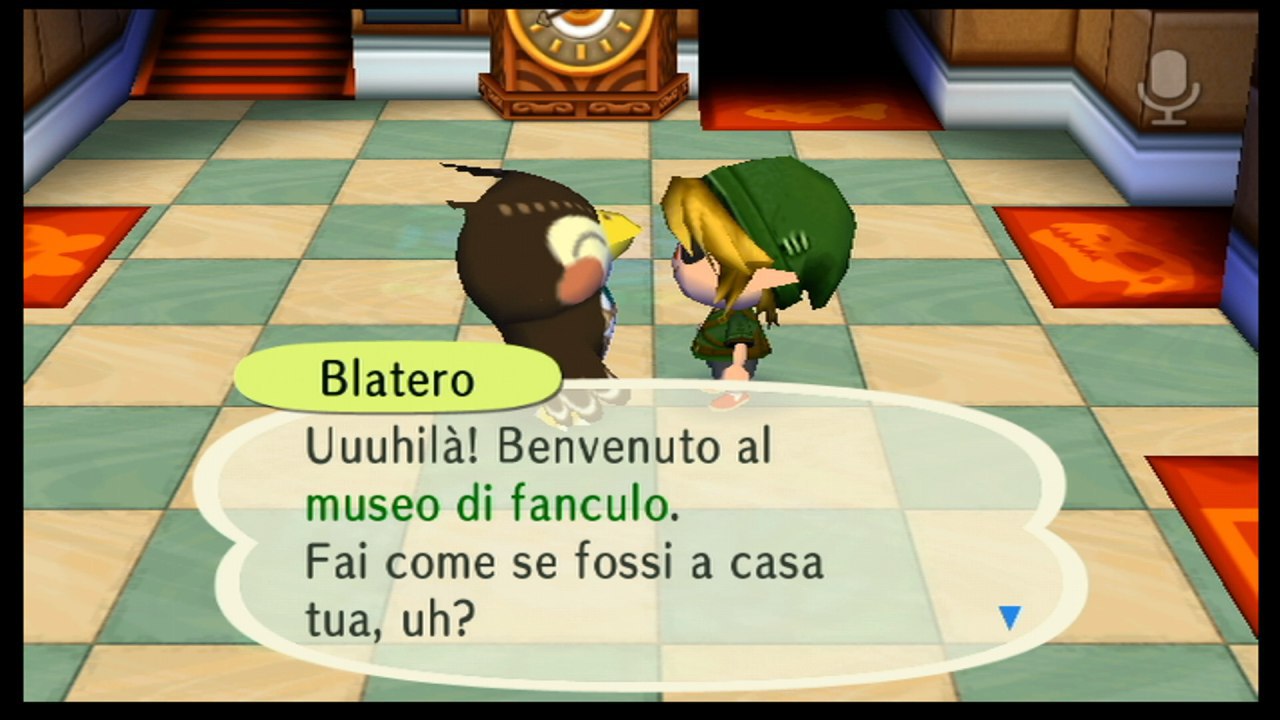 Blatero
Uuuhilà! Benvenuto al
museo di fanculo.
Fai come se fossi a casa
tua, uh?